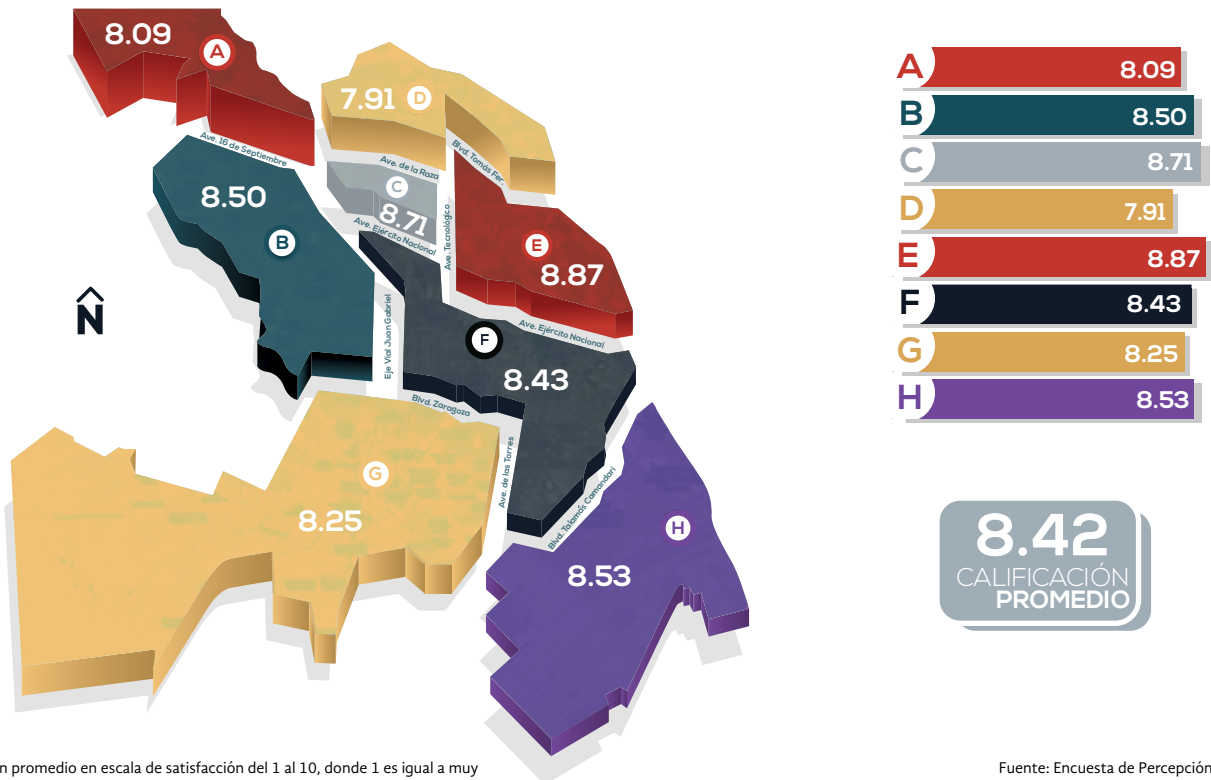 8.09
A
7.91
D
Ave. 16 de Septiembre
Ave. de la Raza
Blvd. Tomás Fer.
8.50
B
C
8.71
Ave. Ejército Nacional
Ave. Tecnológico
E
8.87
Ave. Ejército Nacional
N
Eje Vial Juan Gabriel
F
8.43
Blvd. Zaragoza
Ave. de las Torres
Blvd. Talamás Camandari
G
8.25
H
8.53
A 8.09
B 8.50
C 8.71
D 7.91
E 8.87
F 8.43
G 8.25
H 8.53
8.42
CALIFICACIÓN
PROMEDIO
n promedio en escala de satisfacción del 1 al 10, donde 1 es igual a muy
Fuente: Encuesta de Percepción